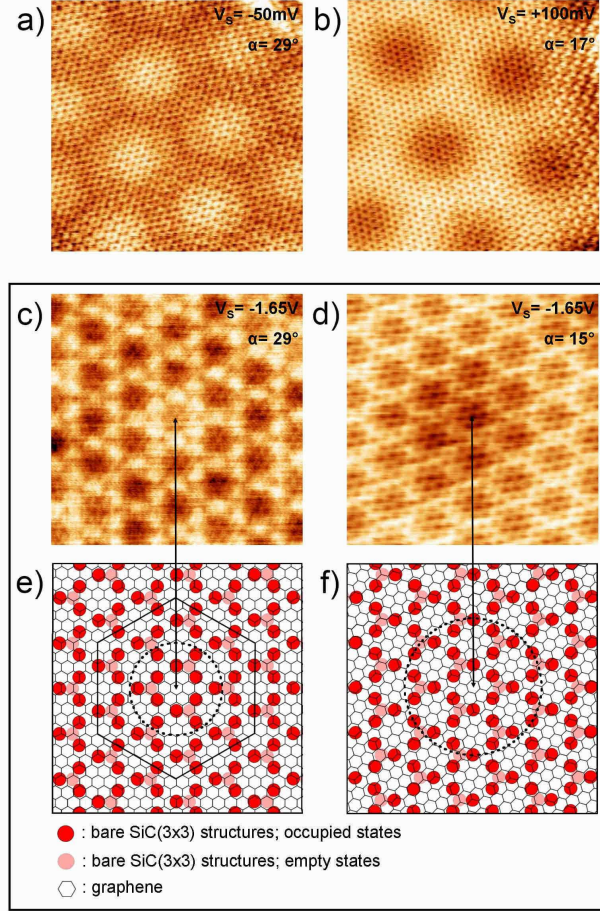 a)
Vs = -50mV
α= 29°
b)
Vs = +100mV
α= 17°
c)
Vs= -1.65V
α= 29°
d)
Vs= -1.65V
α= 15°
e)
f)
: bare SiC(3x3) structures; occupied states
: bare SiC(3x3) structures; empty states
: graphene